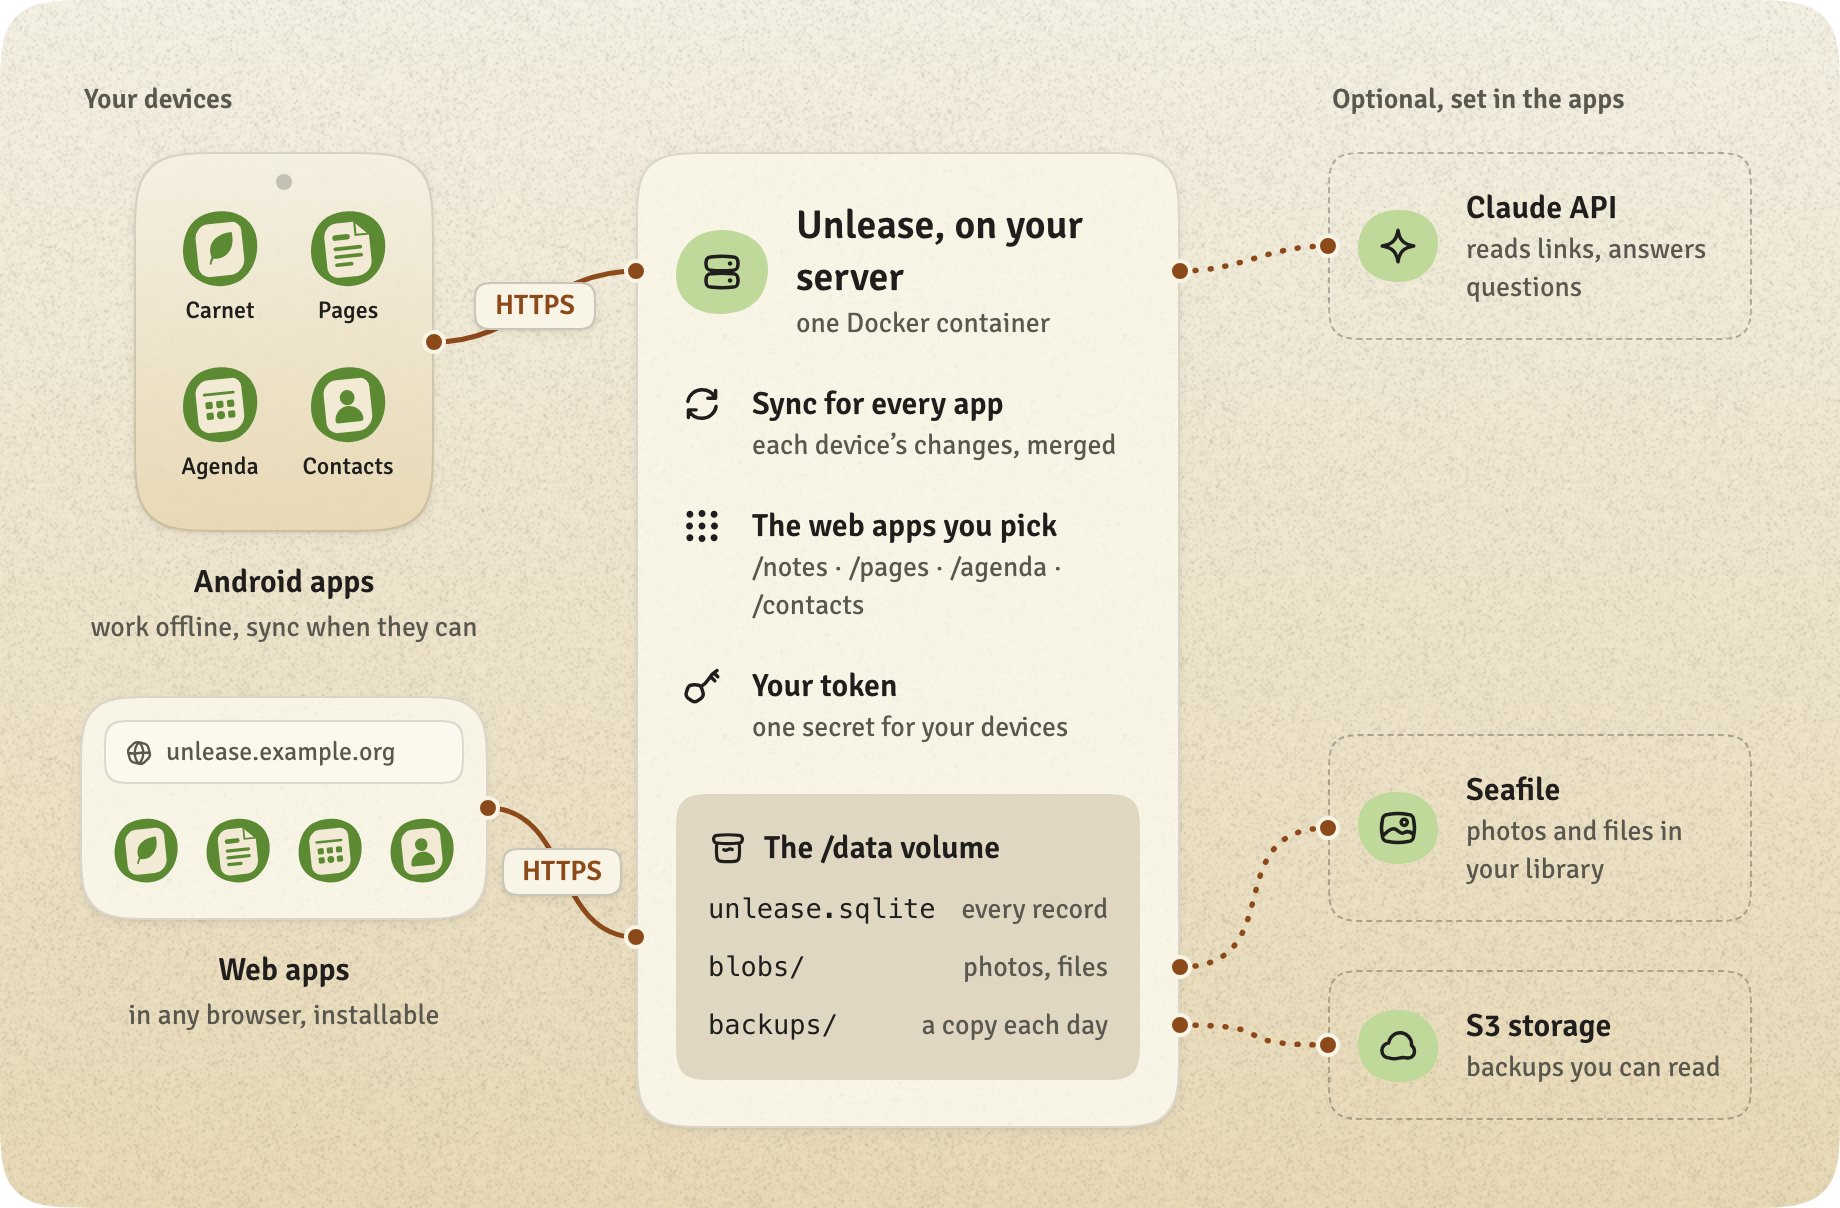 Your devices
Carnet
Pages
Agenda
Contacts
Android apps
work offline, sync when they can
unlease.example.org
Web apps
in any browser, installable
HTTPS
HTTPS
Unlease, on your
server
one Docker container
Sync for every app
each device’s changes, merged
The web apps you pick
/notes · /pages · /agenda ·
/contacts
Your token
one secret for your devices
The /data volume
unlease.sqlite every record
blobs/ photos, files
backups/ a copy each day
Optional, set in the apps
Claude API
reads links, answers
questions
Seafile
photos and files in
your library
S3 storage
backups you can read